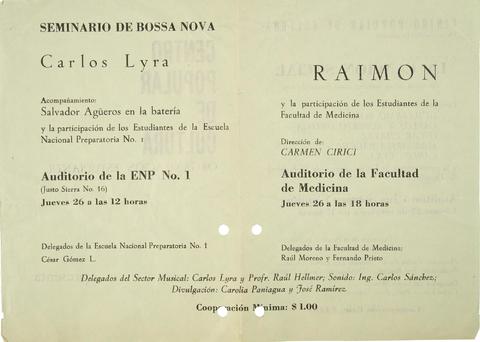 SEMINARIO DE BOSSA NOVA
Carlos Lyra
Acompañamiento:
Salvador Agüeros en la batería
y la participación de los Estudiantes de la Escuela
Nacional Preparatoria No. 1
Auditorio de la ENP No. 1
(Justo Sierra No. 16)
Jueves 26 a las 12 horas
Delegados de la Escuela Nacional Preparatoria No. 1
César Gómez L.
RAIMON
y la participación de los Estudiantes de la
Facultad de Medicina
Dirección de:
CARMEN CIRICI
Auditorio de la Facultad
de Medicina
Jueves 26 a las 18 horas
Delegados de la Facultad de Medicina:
Raúl Moreno y Fernando Prieto
Delegados del Sector Musical: Carlos Lyra y Profr. Raúl Hellmer; Sonido: Ing. Carlos Sánchez;
Divulgación: Carolia Paniagua y José Ramírez.
Cooperación Mínima: $ 1.00